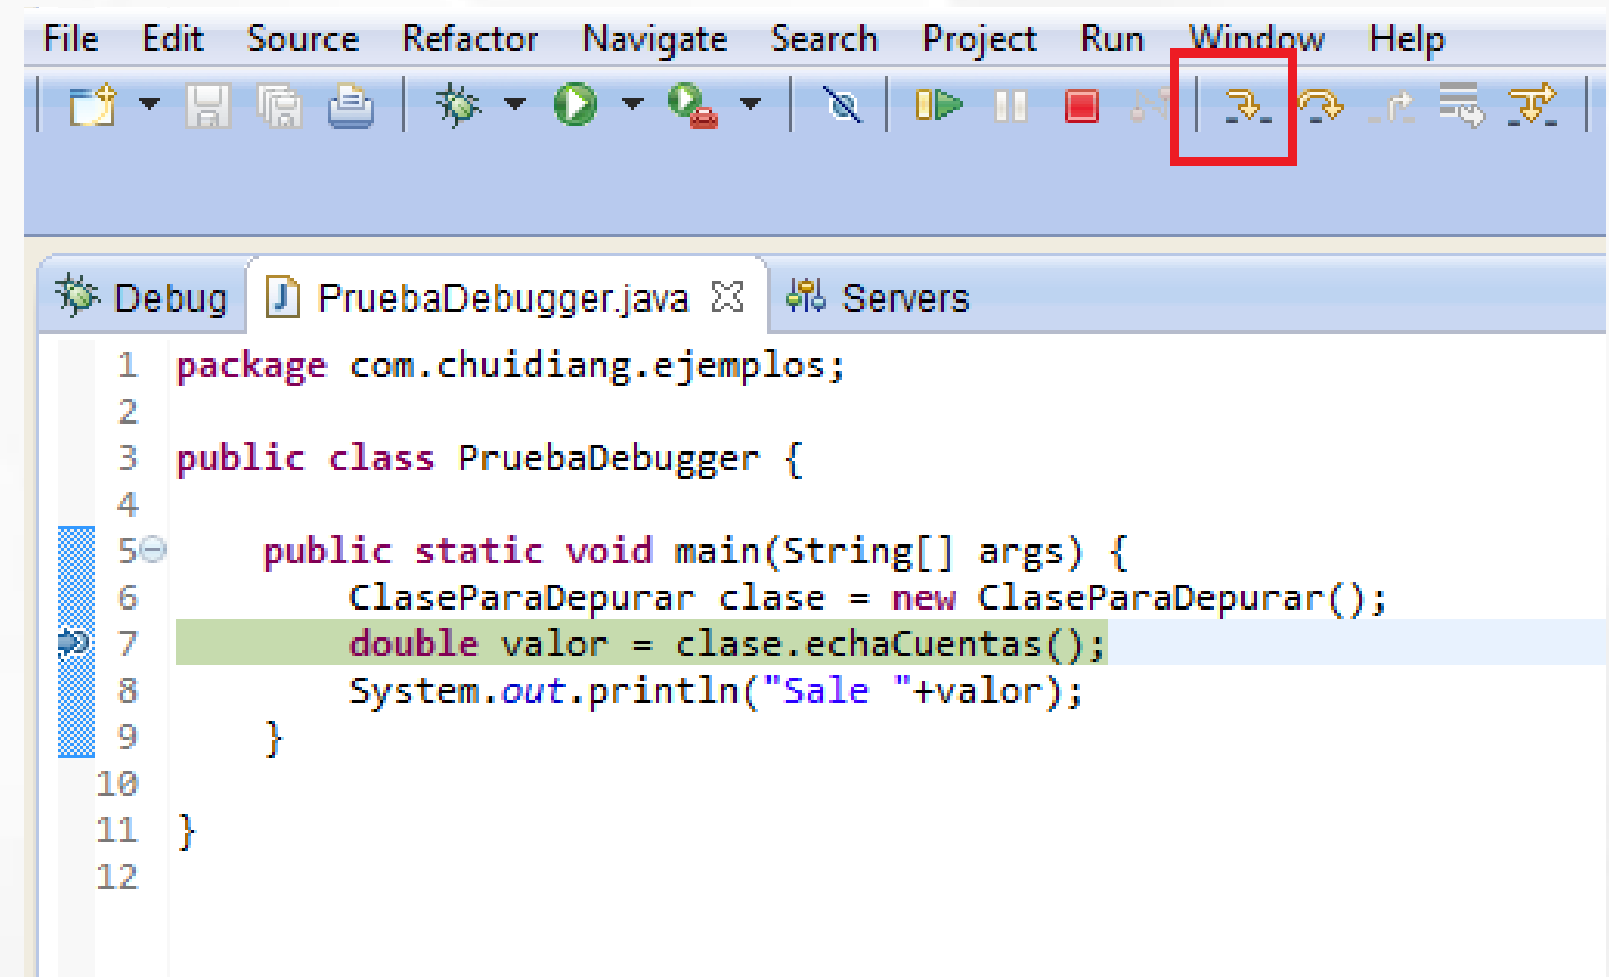 File Edit Source Refactor Navigate Search Project Run Window Help
Debug PruebaDebugger.java Servers
1 package com.chuidiang.ejemplos;
2
3 public class PruebaDebugger {
4
5 public static void main(String[] args) {
6 ClaseParaDepurar clase = new ClaseParaDepurar();
7 double valor = clase.echaCuentas();
8 System.out.println("Sale "+valor);
9 }
10
11 }
12